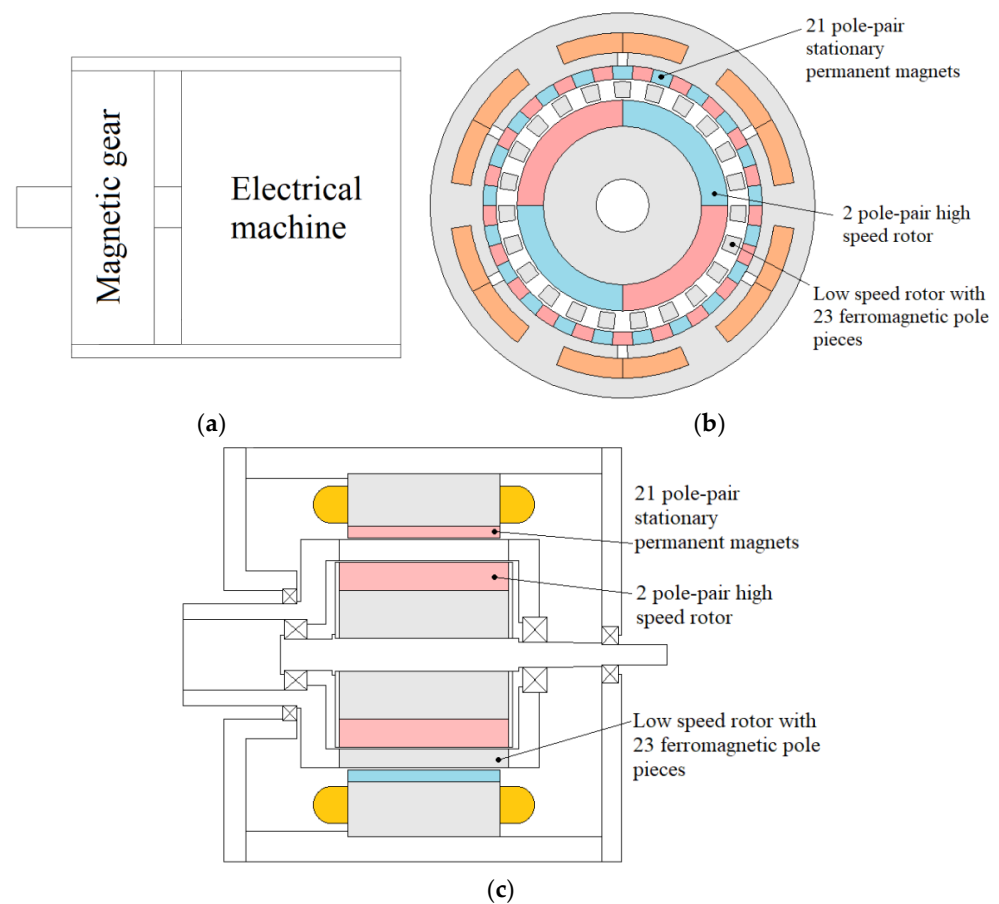 Magnetic gear
Electrical
machine
21 pole-pair
stationary
permanent magnets
2 pole-pair high
speed rotor
Low speed rotor with
23 ferromagnetic pole
pieces
(a)
(b)
21 pole-pair
stationary
permanent magnets
2 pole-pair high
speed rotor
Low speed rotor with
23 ferromagnetic pole
pieces
(c)